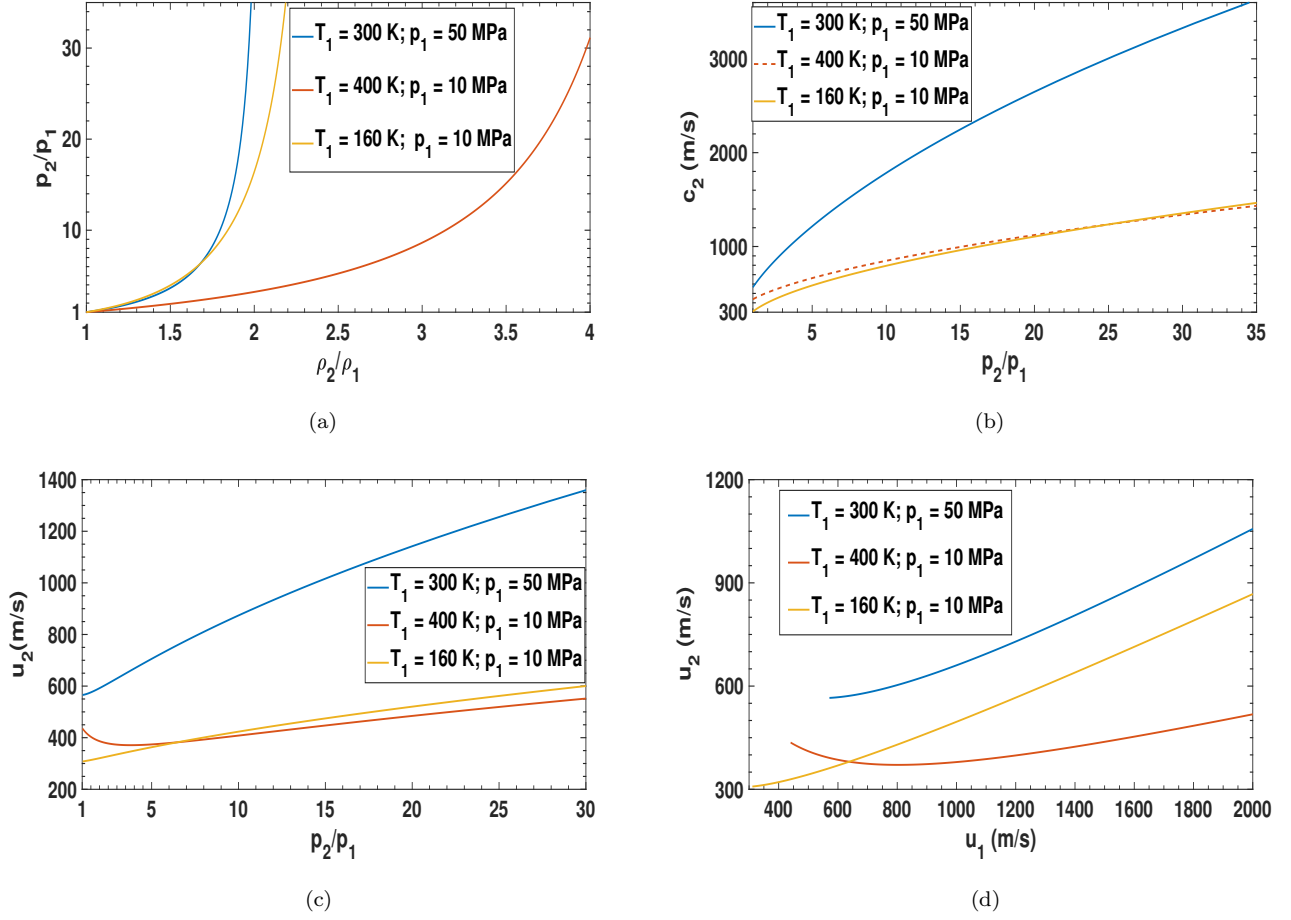 p2/p1
30
20
10
1
1
1.5
2
2.5
3
3.5
4
ρ2/ρ1
T1 = 300 K; p1 = 50 MPa
T1 = 400 K; p1 = 10 MPa
T1 = 160 K; p1 = 10 MPa
(a)
c2 (m/s)
3000
2000
1000
300
5
10
15
20
25
30
35
p2/p1
T1 = 300 K; p1 = 50 MPa
T1 = 400 K; p1 = 10 MPa
T1 = 160 K; p1 = 10 MPa
(b)
u2(m/s)
1400
1200
1000
800
600
400
200
1
5
10
15
20
25
30
p2/p1
T1 = 300 K; p1 = 50 MPa
T1 = 400 K; p1 = 10 MPa
T1 = 160 K; p1 = 10 MPa
(c)
u2 (m/s)
1200
900
600
300
400
600
800
1000
1200
1400
1600
1800
2000
u1 (m/s)
T1 = 300 K; p1 = 50 MPa
T1 = 400 K; p1 = 10 MPa
T1 = 160 K; p1 = 10 MPa
(d)